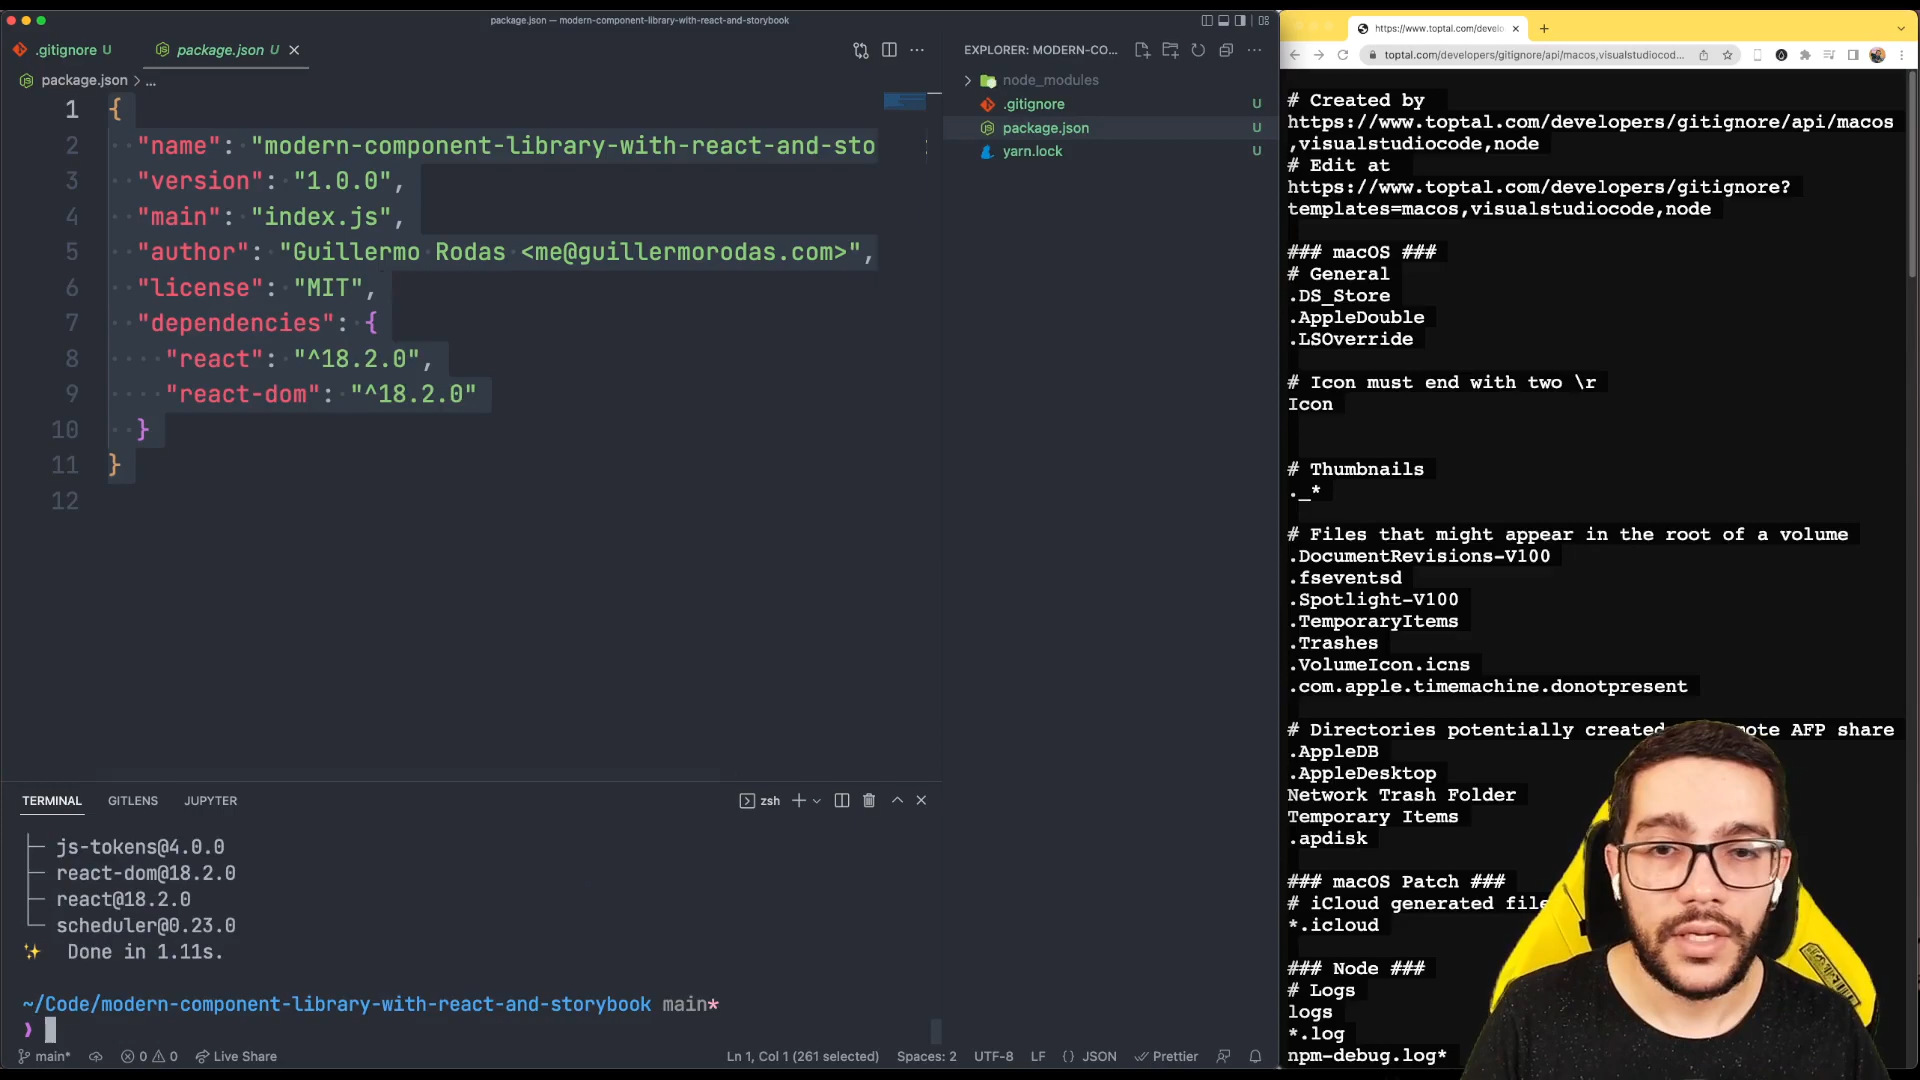 package.json — modern-component-library-with-react-and-storybook
.gitignore U
package.json U
package.json > ...
1 {
2 "name": "modern-component-library-with-react-and-sto
3 "version": "1.0.0",
4 "main": "index.js",
5 "author": "Guillermo Rodas <me@guillermorodas.com>",
6 "license": "MIT",
7 "dependencies": {
8 "react": "^18.2.0",
9 "react-dom": "^18.2.0"
10 }
11 }
12
EXPLORER: MODERN-CO...
node_modules
.gitignore U
package.json U
yarn.lock U
TERMINAL GITLENS JUPYTER
zsh
js-tokens@4.0.0
react-dom@18.2.0
react@18.2.0
scheduler@0.23.0
Done in 1.11s.
~/Code/modern-component-library-with-react-and-storybook main*
❯
main* 0 0 Live Share
Ln 1, Col 1 (261 selected) Spaces: 2 UTF-8 LF {} JSON Prettier
https://www.toptal.com/develo
toptal.com/developers/gitignore/api/macos,visualstudiocod...
# Created by
https://www.toptal.com/developers/gitignore/api/macos
,visualstudiocode,node
# Edit at
https://www.toptal.com/developers/gitignore?
templates=macos,visualstudiocode,node
### macOS ###
# General
.DS_Store
.AppleDouble
.LSOverride
# Icon must end with two \r
Icon
# Thumbnails
._*
# Files that might appear in the root of a volume
.DocumentRevisions-V100
.fseventsd
.Spotlight-V100
.TemporaryItems
.Trashes
.VolumeIcon.icns
.com.apple.timemachine.donotpresent
# Directories potentially created ote AFP share
.AppleDB
.AppleDesktop
Network Trash Folder
Temporary Items
.apdisk
### macOS Patch ###
# iCloud generated file
*.icloud
### Node ###
# Logs
logs
*.log
npm-debug.log*